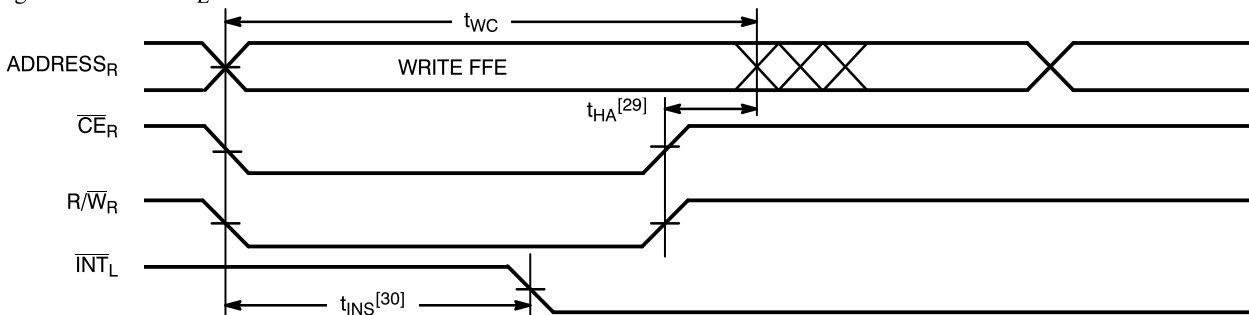 L
tWC
ADDRESSR
WRITE FFE
tHA[29]
CER
R/WR
INTL
tINS[30]